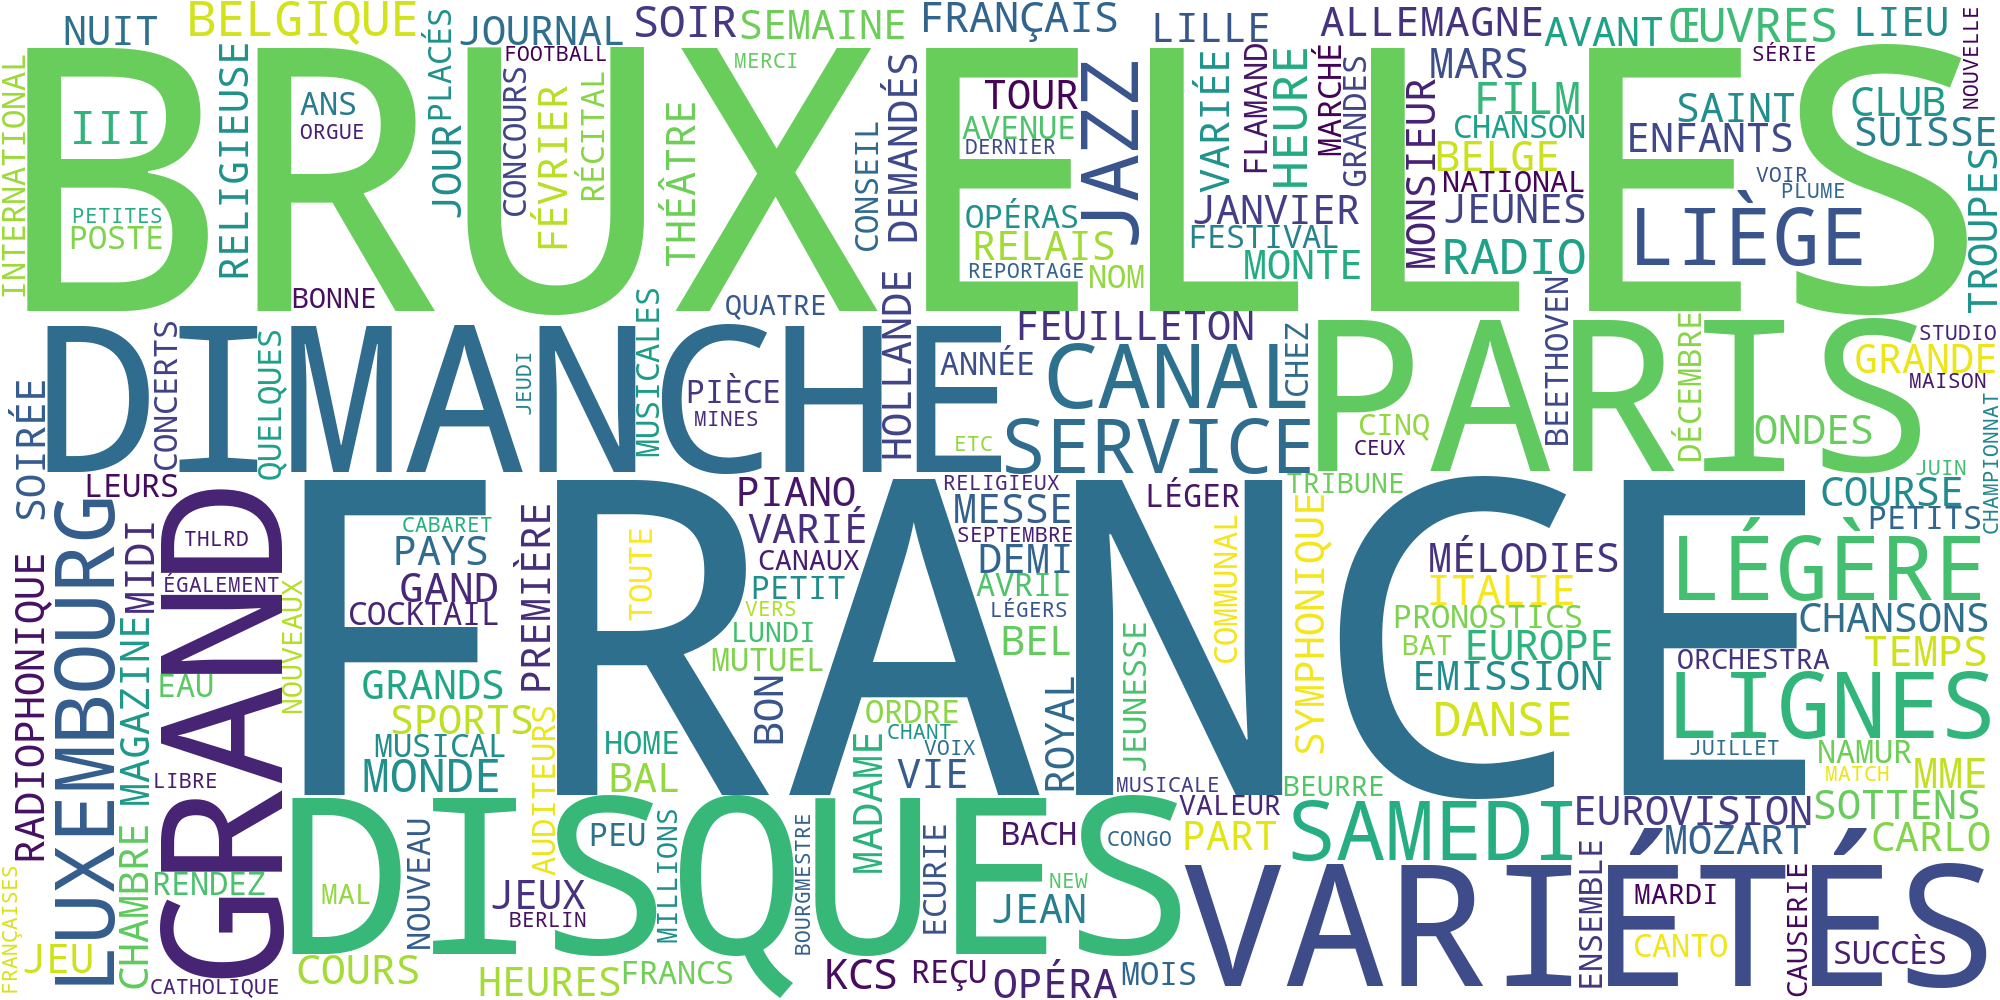 NUIT
BELGIQUE
PLACÉS
JOURNAL
SOIR
SEMAINE
FRANÇAIS
LILLE
ALLEMAGNE
AVANT
ŒUVRES
LIEU
NOUVELLE
INTERNATIONAL
RELIGIEUSE
FOOTBALL
MERCI
SÉRIE
BRUXELLES
III
ANS
ORGUE
JOUR
CONCOURS
FÉVRIER
RÉCITAL
THÉÂTRE
CONSEIL
DEMANDÉS
TOUR
AVENUE
DERNIER
JAZZ
VARIÉE
FLAMAND
HEURE
MARCHÉ
GRANDES
MONSIEUR
MARS
FILM
CHANSON
BELGE
NATIONAL
JEUNES
RADIO
SAINT
ENFANTS
VOIR
PLUME
CLUB
SUISSE
TROUPES
LIÈGE
PETITES
POSTE
BONNE
QUATRE
OPÉRAS
RELAIS
REPORTAGE
NOM
JANVIER
FESTIVAL
MONTE
DIMANCHE
SOIRÉE
CONCERTS
QUELQUES
JEUDI
MUSICALES
PIÈCE
MINES
HOLLANDE
ANNÉE
ETC
FEUILLETON
CANAL
SERVICE
CHEZ
PARIS
CINQ
CEUX
BEETHOVEN
DÉCEMBRE
ONDES
GRANDE
STUDIO
MAISON
JUIN
CHAMPIONNAT
TRIBUNE
LEURS
LUXEMBOURG
RADIOPHONIQUE
MIDI
MAGAZINE
GRAND
THLRD
ÉGALEMENT
EAU
NOUVEAUX
LIBRE
FRANCE
CABARET
PAYS
GAND
COCKTAIL
PREMIÈRE
TOUTE
PIANO
VARIÉ
CANAUX
PETIT
VERS
LUNDI
MUTUEL
RELIGIEUX
MESSE
SEPTEMBRE
DEMI
AVRIL
LÉGERS
BEL
LÉGER
COMMUNAL
SYMPHONIQUE
MÉLODIES
ITALIE
PRONOSTICS
BAT
EUROPE
EMISSION
DANSE
COURSE
PETITS
LÉGÈRE
CHANSONS
ORCHESTRA
TEMPS
LIGNES
JUILLET
NAMUR
MATCH
MME
GRANDS
SPORTS
MUSICAL
MONDE
AUDITEURS
HOME
BAL
BON
ORDRE
CHANT
VOIX
MADAME
VIE
ROYAL
JEUNESSE
MUSICALE
BEURRE
VALEUR
EUROVISION
SOTTENS
DISQUES
PEU
MILLIONS
BOURGMESTRE
BACH
CONGO
PART
SAMEDI
MOZART
CARLO
VARIÉTÉS
FRANÇAISES
JEU
CHAMBRE
RENDEZ
CATHOLIQUE
MAL
NOUVEAU
JEUX
BERLIN
ECURIE
NEW
JEAN
ENSEMBLE
MARDI
CANTO
CAUSERIE
SUCCÈS
COURS
HEURES
FRANCS
KCS
REÇU
OPÉRA
MOIS